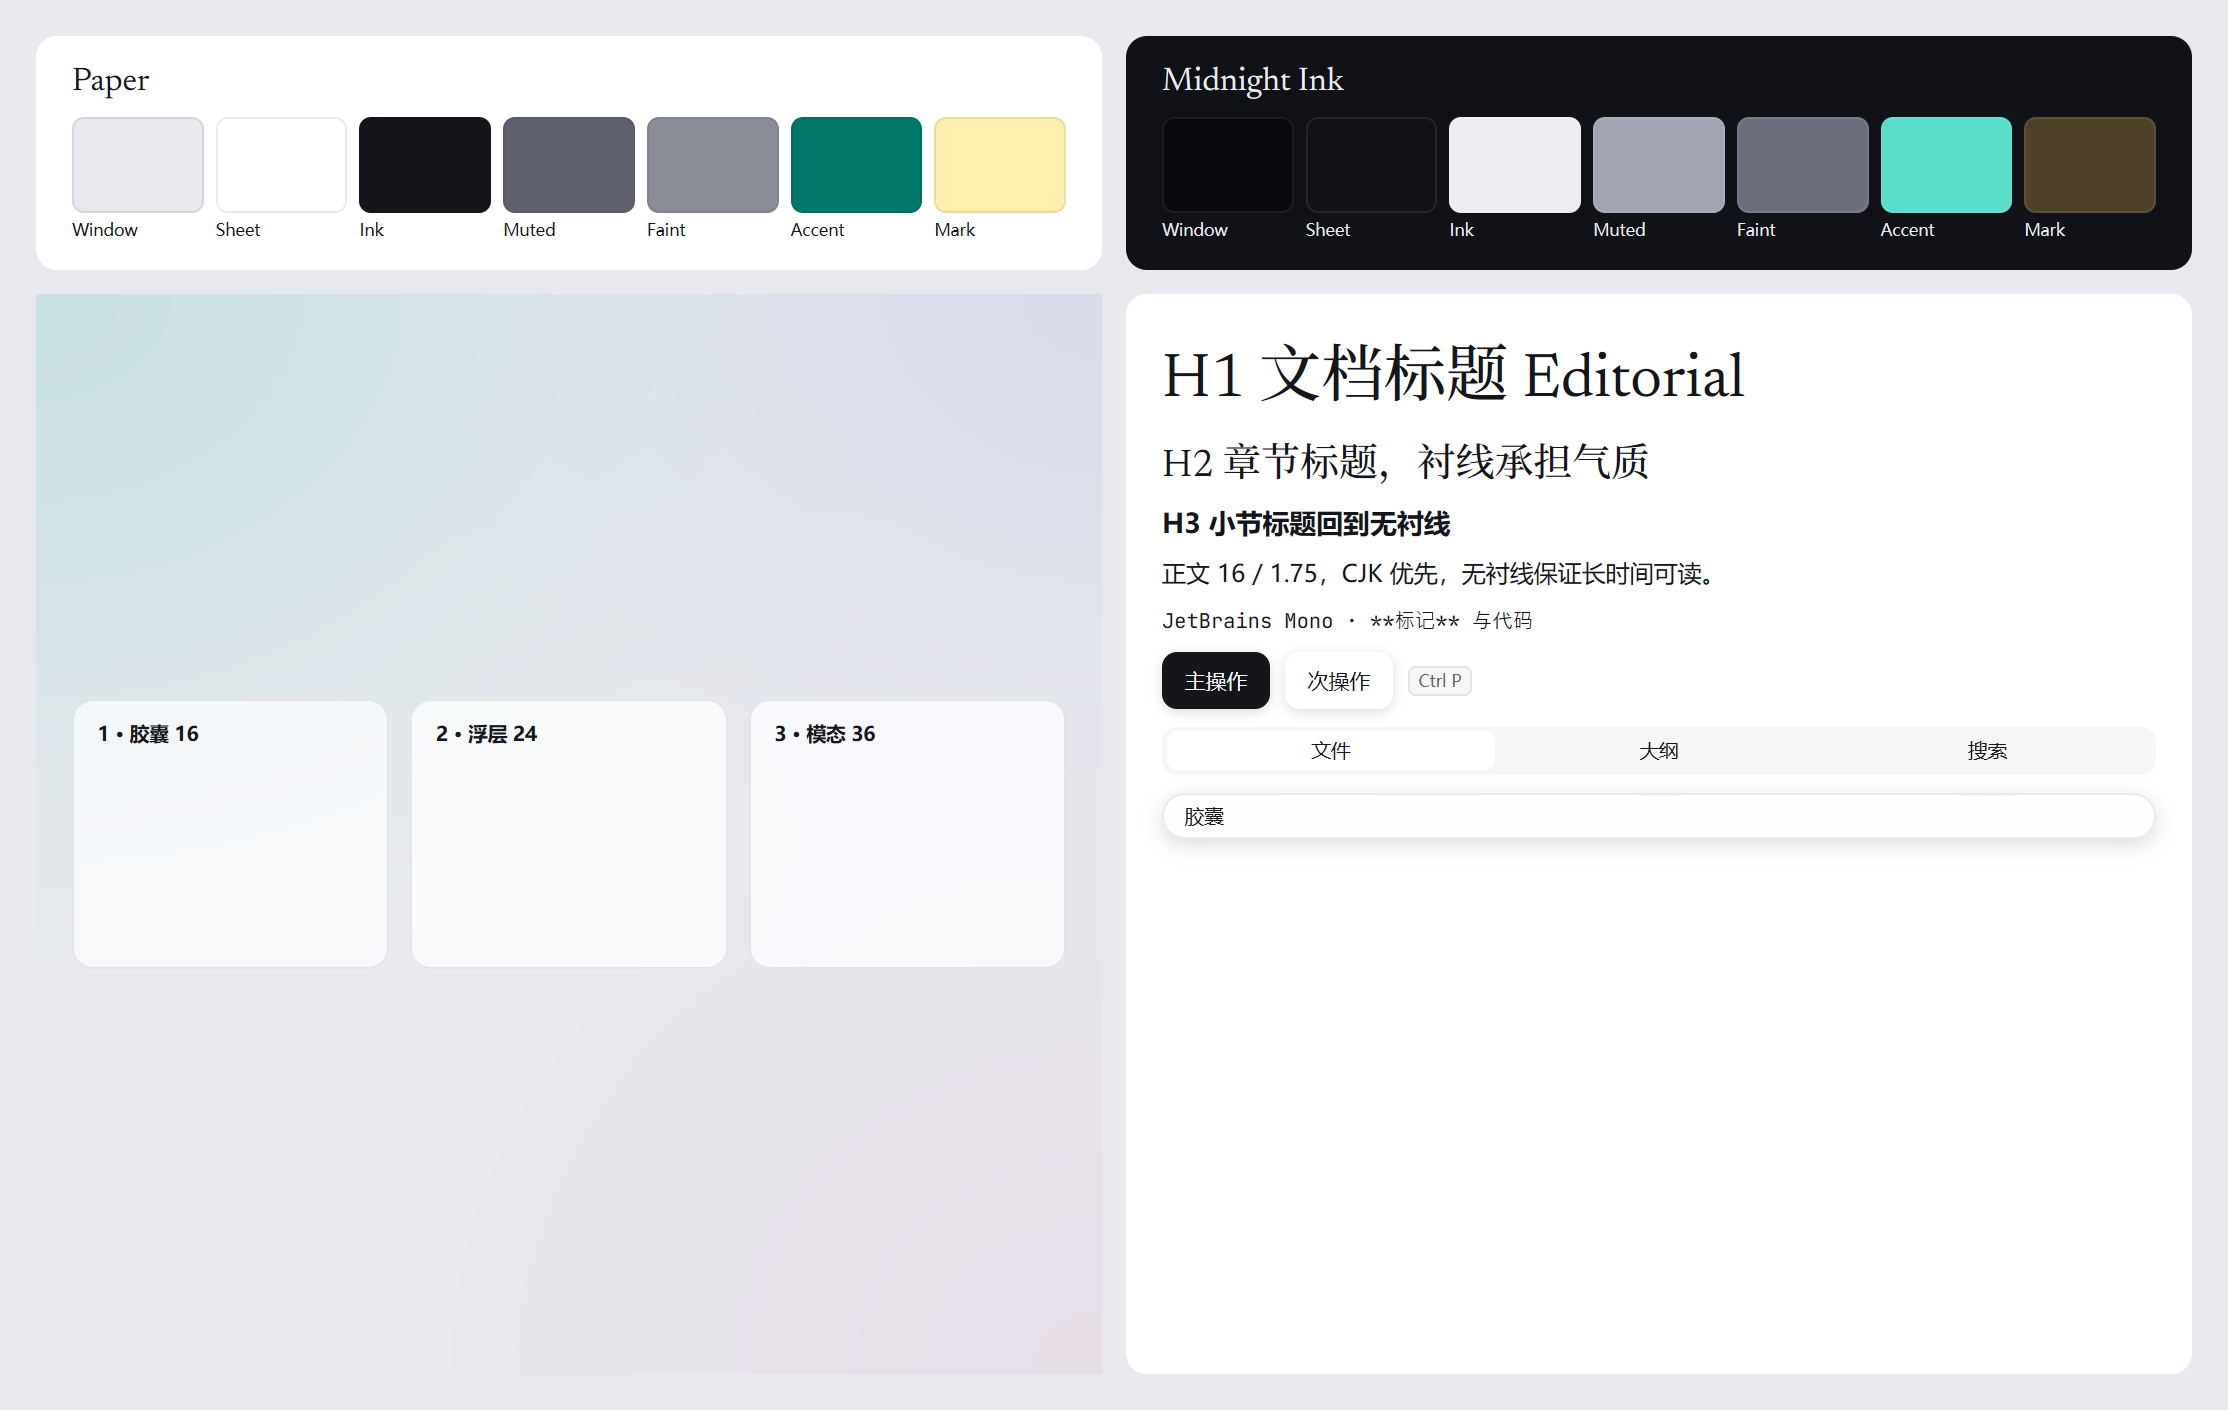 Paper
Window Sheet Ink Muted Faint Accent Mark
Midnight Ink
Window Sheet Ink Muted Faint Accent Mark
1 • 胶囊 16
2 • 浮层 24
3 • 模态 36
H1 文档标题 Editorial
H2 章节标题，衬线承担气质
H3 小节标题回到无衬线
正文 16 / 1.75，CJK 优先，无衬线保证长时间可读。
JetBrains Mono · **标记** 与代码
主操作 次操作 Ctrl P
文件 大纲 搜索
胶囊